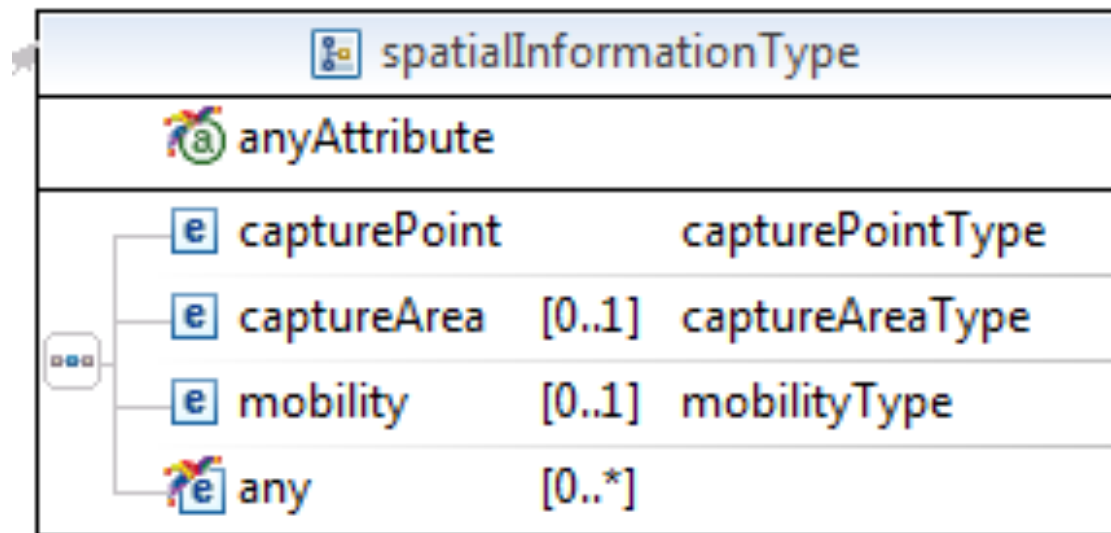 spatialInformationType
a anyAttribute
e capturePoint capturePointType
e captureArea [0..1] captureAreaType
e mobility [0..1] mobilityType
e any [0..*]